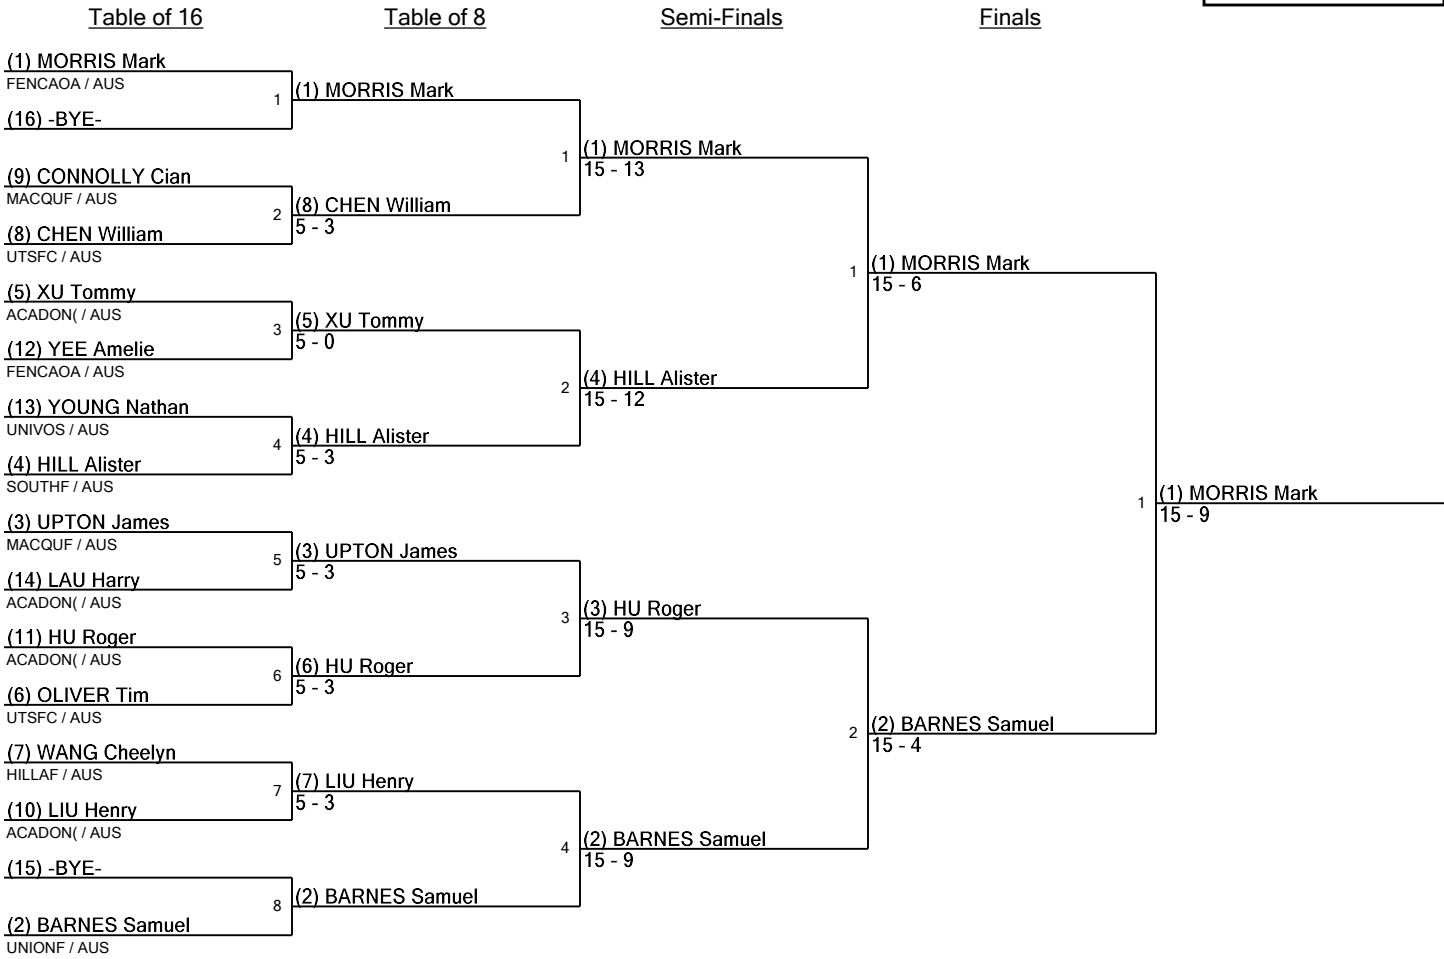 Table of 16
Table of 8
Semi-Finals
Finals
(1) MORRIS Mark
FENCAOA / AUS
1
(16) -BYE-
(9) CONNOLLY Cian
MACQUF / AUS
2
(8) CHEN William
UTSFC / AUS
(5) XU Tommy
ACADON( / AUS
3
(12) YEE Amelie
FENCAOA / AUS
(13) YOUNG Nathan
UNIVOS / AUS
4
(4) HILL Alister
SOUTHF / AUS
(3) UPTON James
MACQUF / AUS
5
(14) LAU Harry
ACADON( / AUS
(11) HU Roger
ACADON( / AUS
6
(6) OLIVER Tim
UTSFC / AUS
(7) WANG Cheelyn
HILLAF / AUS
7
(10) LIU Henry
ACADON( / AUS
(15) -BYE-
8
(2) BARNES Samuel
UNIONF / AUS
(1) MORRIS Mark
1
(8) CHEN William
5 - 3
(5) XU Tommy
5 - 0
2
(4) HILL Alister
5 - 3
(3) UPTON James
5 - 3
3
(6) HU Roger
5 - 3
(7) LIU Henry
5 - 3
4
(2) BARNES Samuel
(1) MORRIS Mark
15 - 13
1
(4) HILL Alister
15 - 12
(3) HU Roger
15 - 9
2
(2) BARNES Samuel
15 - 9
(1) MORRIS Mark
15 - 6
1
(2) BARNES Samuel
15 - 4
(1) MORRIS Mark
15 - 9